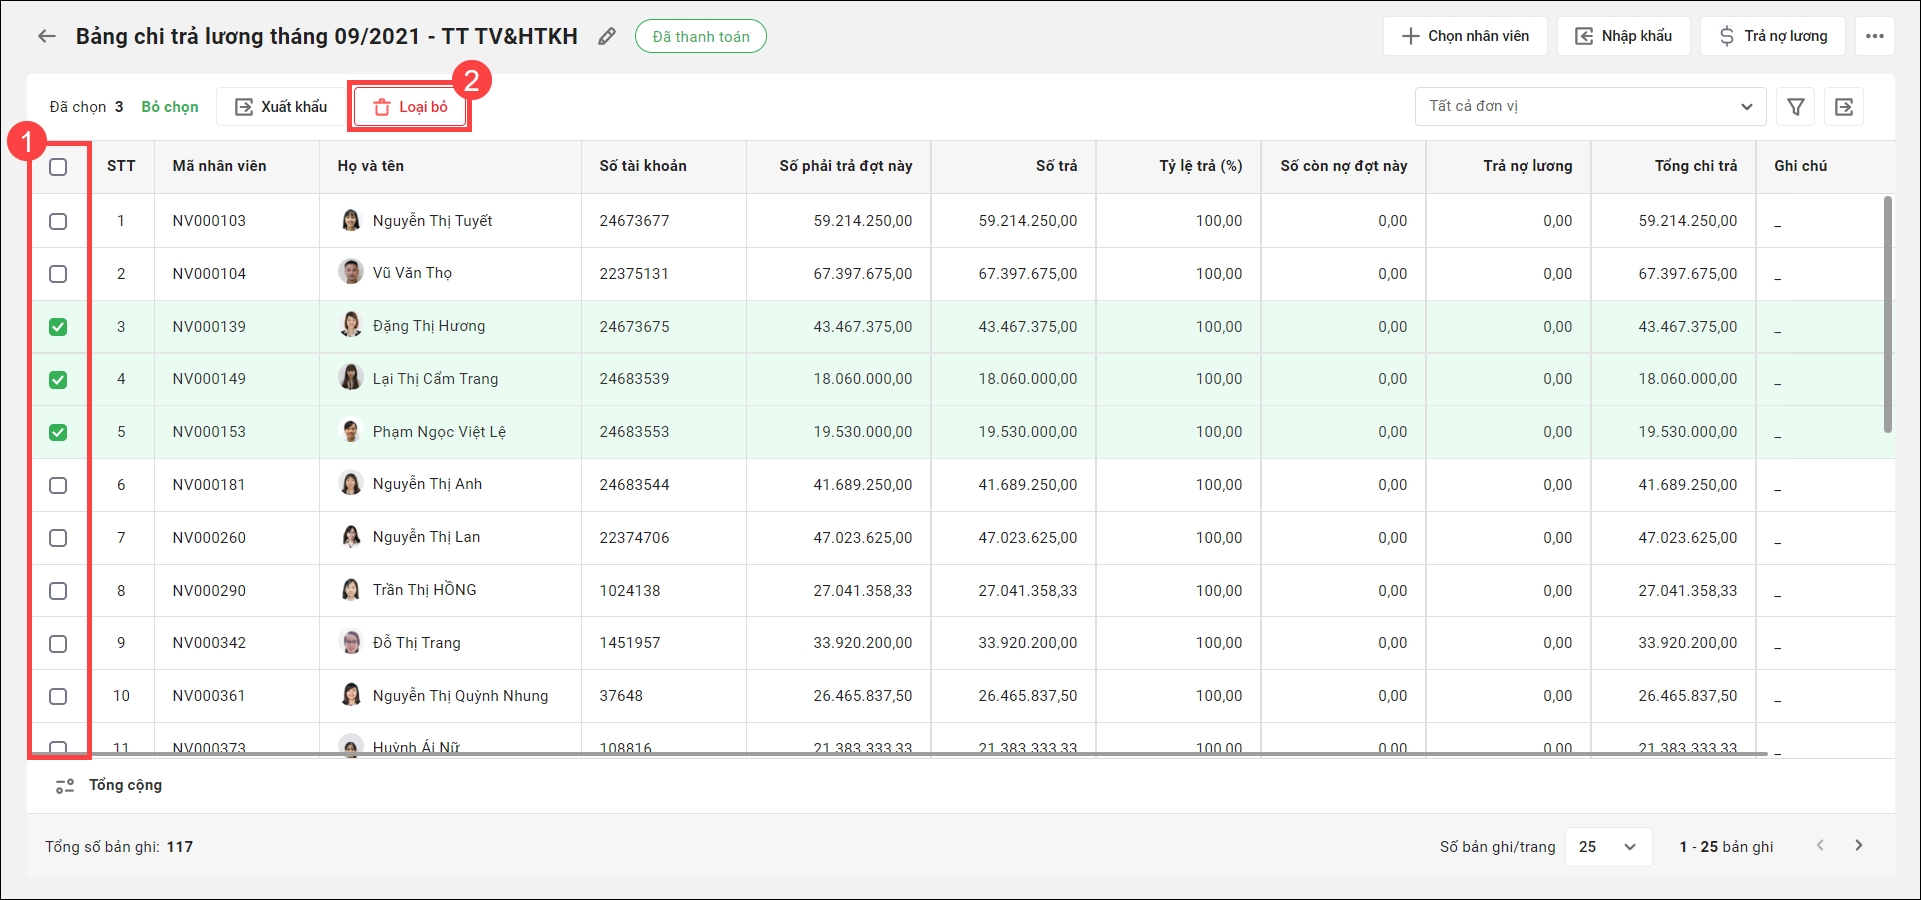 Bảng chi trả lương tháng 09/2021 - TT TV&HTKH Đã thanh toán Chọn nhân viên Nhập khẩu Trả nợ lương
Đã chọn 3 Bỏ chọn Xuất khẩu Loại bỏ 2 Tất cả đơn vị
1
STT Mã nhân viên Họ và tên Số tài khoản Số phải trả đợt này Số trả Tỷ lệ trả (%) Số còn nợ đợt này Trả nợ lương Tổng chi trả Ghi chú
1 NV000103 Nguyễn Thị Tuyết 24673677 59.214.250,00 59.214.250,00 100,00 0,00 0,00 59.214.250,00 _
2 NV000104 Vũ Văn Thọ 22375131 67.397.675,00 67.397.675,00 100,00 0,00 0,00 67.397.675,00 _
3 NV000139 Đặng Thị Hương 24673675 43.467.375,00 43.467.375,00 100,00 0,00 0,00 43.467.375,00 _
4 NV000149 Lại Thị Cẩm Trang 24683539 18.060.000,00 18.060.000,00 100,00 0,00 0,00 18.060.000,00 _
5 NV000153 Phạm Ngọc Việt Lệ 24683553 19.530.000,00 19.530.000,00 100,00 0,00 0,00 19.530.000,00 _
6 NV000181 Nguyễn Thị Anh 24683544 41.689.250,00 41.689.250,00 100,00 0,00 0,00 41.689.250,00 _
7 NV000260 Nguyễn Thị Lan 22374706 47.023.625,00 47.023.625,00 100,00 0,00 0,00 47.023.625,00 _
8 NV000290 Trần Thị HỒNG 1024138 27.041.358,33 27.041.358,33 100,00 0,00 0,00 27.041.358,33 _
9 NV000342 Đỗ Thị Trang 1451957 33.920.200,00 33.920.200,00 100,00 0,00 0,00 33.920.200,00 _
10 NV000361 Nguyễn Thị Quỳnh Nhung 37648 26.465.837,50 26.465.837,50 100,00 0,00 0,00 26.465.837,50 _
11 NV000373 Huỳnh Ái Nữ 108816 21.383.333,33 21.383.333,33 100,00 0,00 0,00 21.383.333,33 _
Tổng cộng
Tổng số bản ghi: 117 Số bản ghi/trang 25 1 - 25 bản ghi